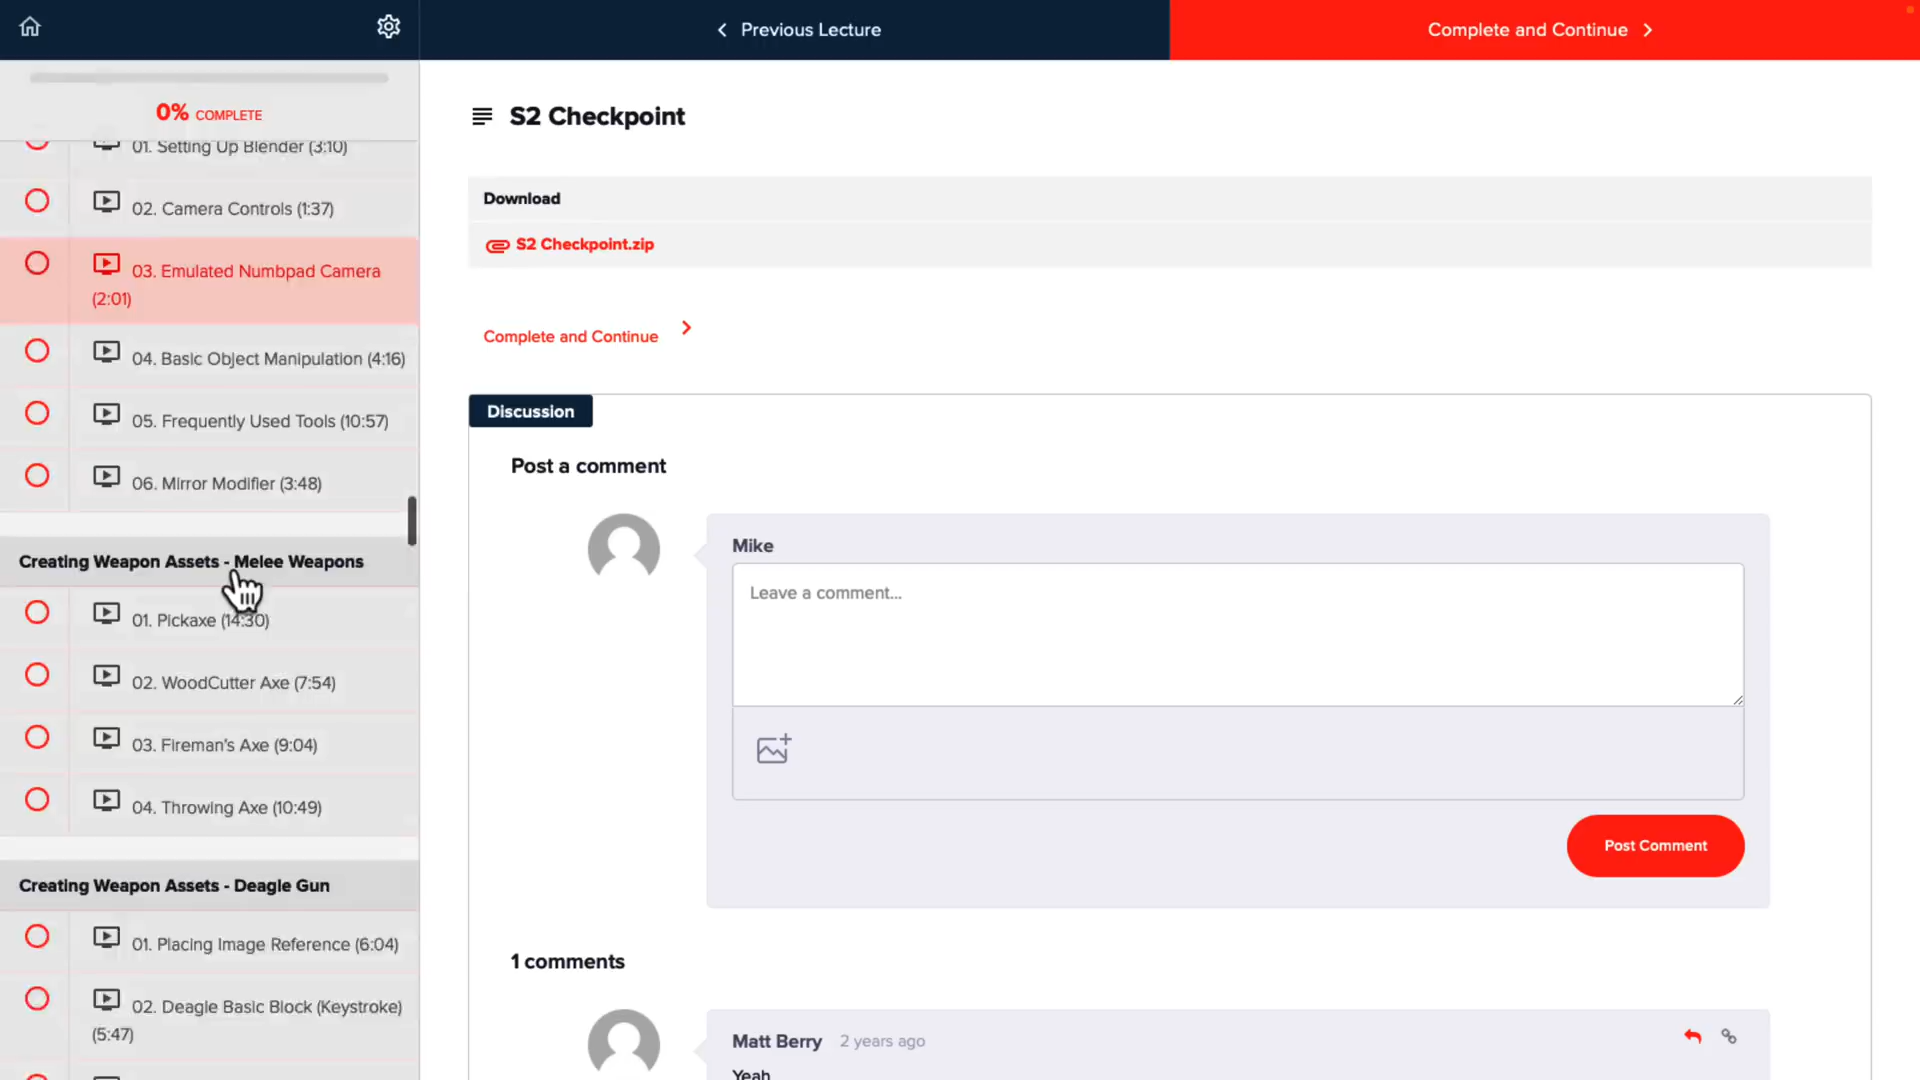 Previous Lecture
Complete and Continue
0% COMPLETE
01. Setting Up Blender (3:10)
02. Camera Controls (1:37)
03. Emulated Numbpad Camera
(2:01)
04. Basic Object Manipulation (4:16)
05. Frequently Used Tools (10:57)
06. Mirror Modifier (3:48)
Creating Weapon Assets - Melee Weapons
01. Pickaxe (14:30)
02. WoodCutter Axe (7:54)
03. Fireman's Axe (9:04)
04. Throwing Axe (10:49)
Creating Weapon Assets - Deagle Gun
01. Placing Image Reference (6:04)
02. Deagle Basic Block (Keystroke)
(5:47)
S2 Checkpoint
Download
S2 Checkpoint.zip
Complete and Continue
Discussion
Post a comment
Mike
Leave a comment...
Post Comment
1 comments
Matt Berry 2 years ago
Yeah